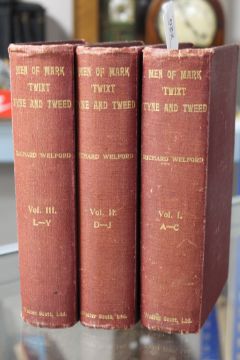 MEN OF MARK
TWIXT
TYNE AND TWEED
RICHARD WELFORD
Vol. III.
L—Y
Walter Scott, Ltd.
MEN OF MARK
TWIXT
TYNE AND TWEED
RICHARD WELFORD
Vol. II.
D—J
Walter Scott, Ltd.
MEN OF MARK
TWIXT
TYNE AND TWEED
RICHARD WELFORD
Vol. I.
A—C
Walter Scott, Ltd.